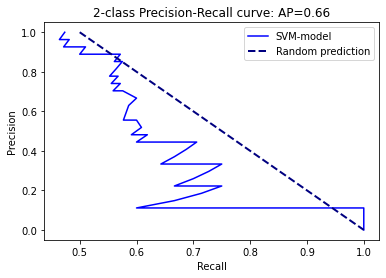 2-class Precision-Recall curve: AP=0.66
SVM-model
Random prediction
Precision
1.0
0.8
0.6
0.4
0.2
0.0
0.5 0.6 0.7 0.8 0.9 1.0
Recall